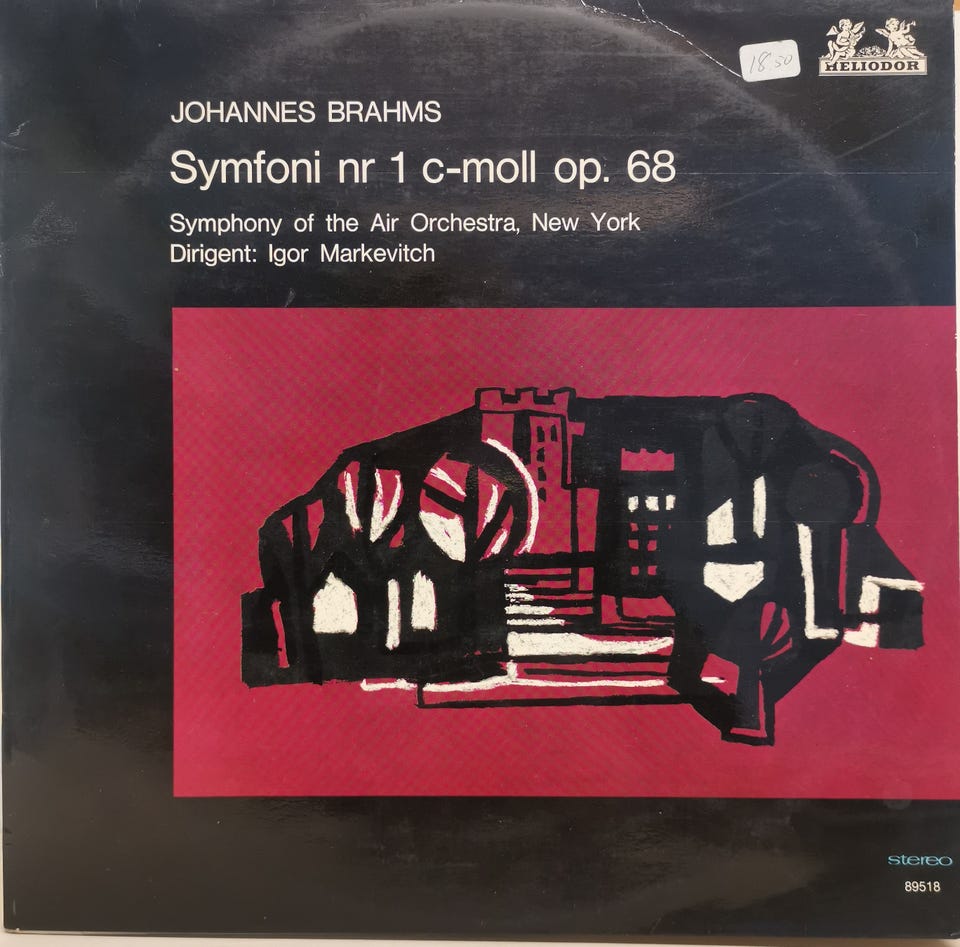 18.50
HELIODOR
JOHANNES BRAHMS
Symfoni nr 1 c-moll op. 68
Symphony of the Air Orchestra, New York
Dirigent: Igor Markevitch
stereo
89518